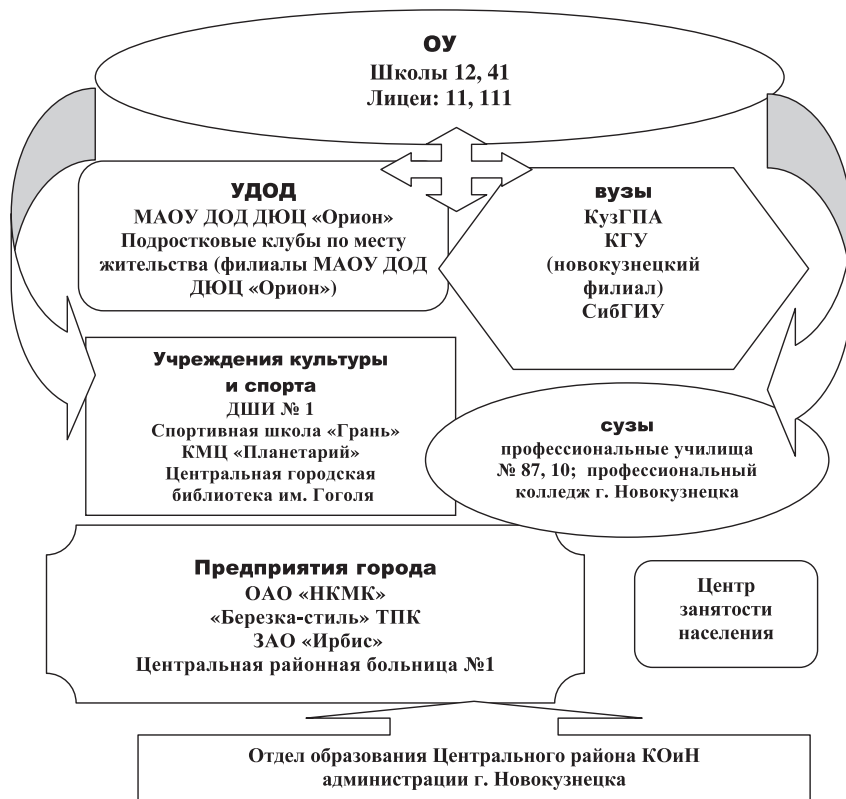 ОУ
Школы 12, 41
Лицеи: 11, 111
УДОД
МАОУ ДОД ДЮЦ «Орион»
Подростковые клубы по месту
жительства (филиалы МАОУ ДОД
ДЮЦ «Орион»)
вузы
КузГПА
КГУ
(новокузнецкий
филиал)
СибГИУ
Учреждения культуры
и спорта
ДШИ № 1
Спортивная школа «Грань»
КМЦ «Планетарий»
Центральная городская
библиотека им. Гоголя
сузы
профессиональные училища
№ 87, 10; профессиональный
колледж г. Новокузнецка
Предприятия города
ОАО «НКМК»
«Березка-стиль» ТПК
ЗАО «Ирбис»
Центральная районная больница №1
Центр
занятости
населения
Отдел образования Центрального района КОиН
администрации г. Новокузнецка